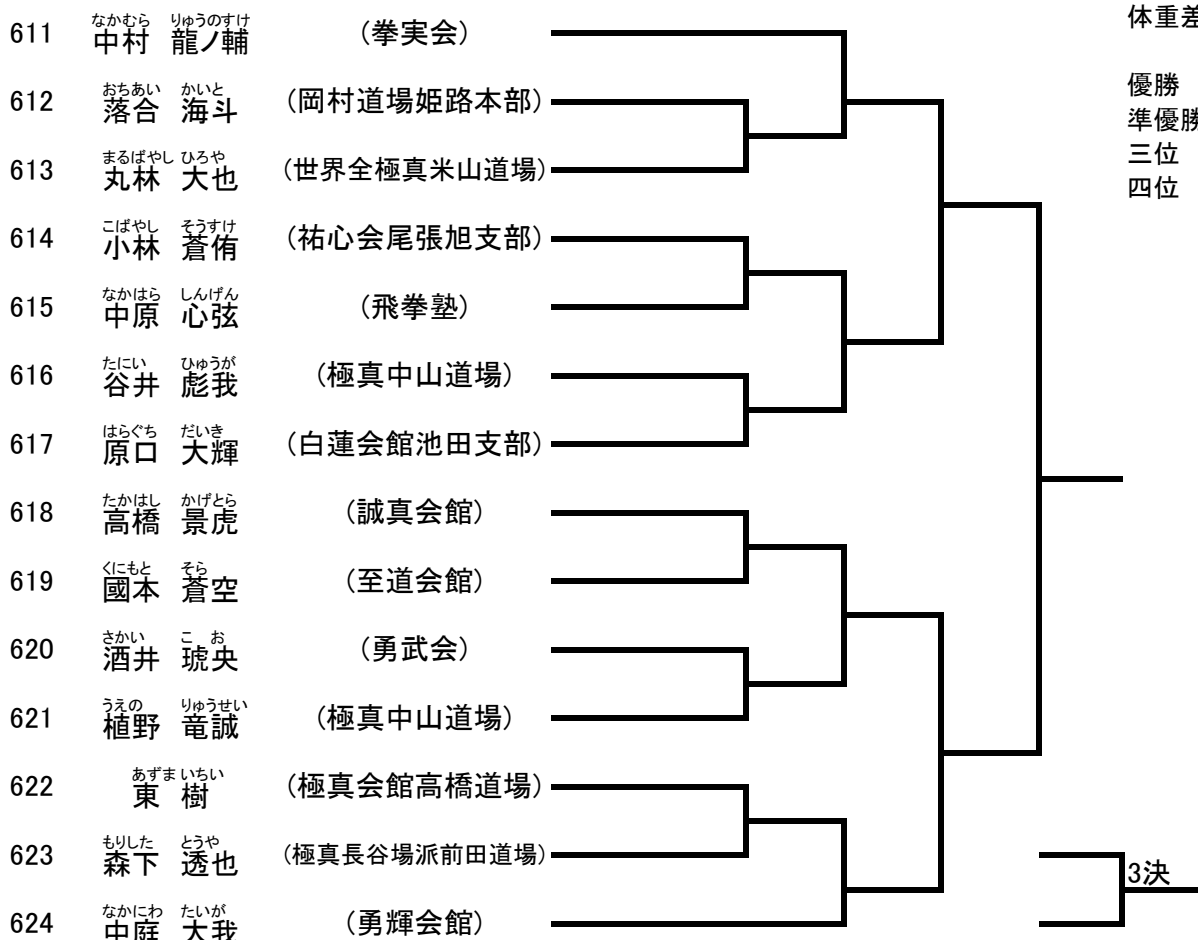 体重差
優勝
準優勝
三位
四位
なかむら りゅうのすけ
611 中村 龍ノ輔 (拳実会)
おちあい かいと
612 落合 海斗 (岡村道場姫路本部)
まるばやし ひろや
613 丸林 大也 (世界全極真米山道場)
こばやし そうすけ
614 小林 蒼侑 (祐心会尾張旭支部)
なかはら しんげん
615 中原 心弦 (飛拳塾)
たにい ひゅうが
616 谷井 彪我 (極真中山道場)
はらぐち だいき
617 原口 大輝 (白蓮会館池田支部)
たかはし かげとら
618 高橋 景虎 (誠真会館)
くにもと そら
619 國本 蒼空 (至道会館)
さかい こ お
620 酒井 琥央 (勇武会)
うえの りゅうせい
621 植野 竜誠 (極真中山道場)
あずま いちい
622 東 樹 (極真会館高橋道場)
もりした とうや
623 森下 透也 (極真長谷場派前田道場)
なかにわ たいが
624 中庭 大我 (勇輝会館)
3決